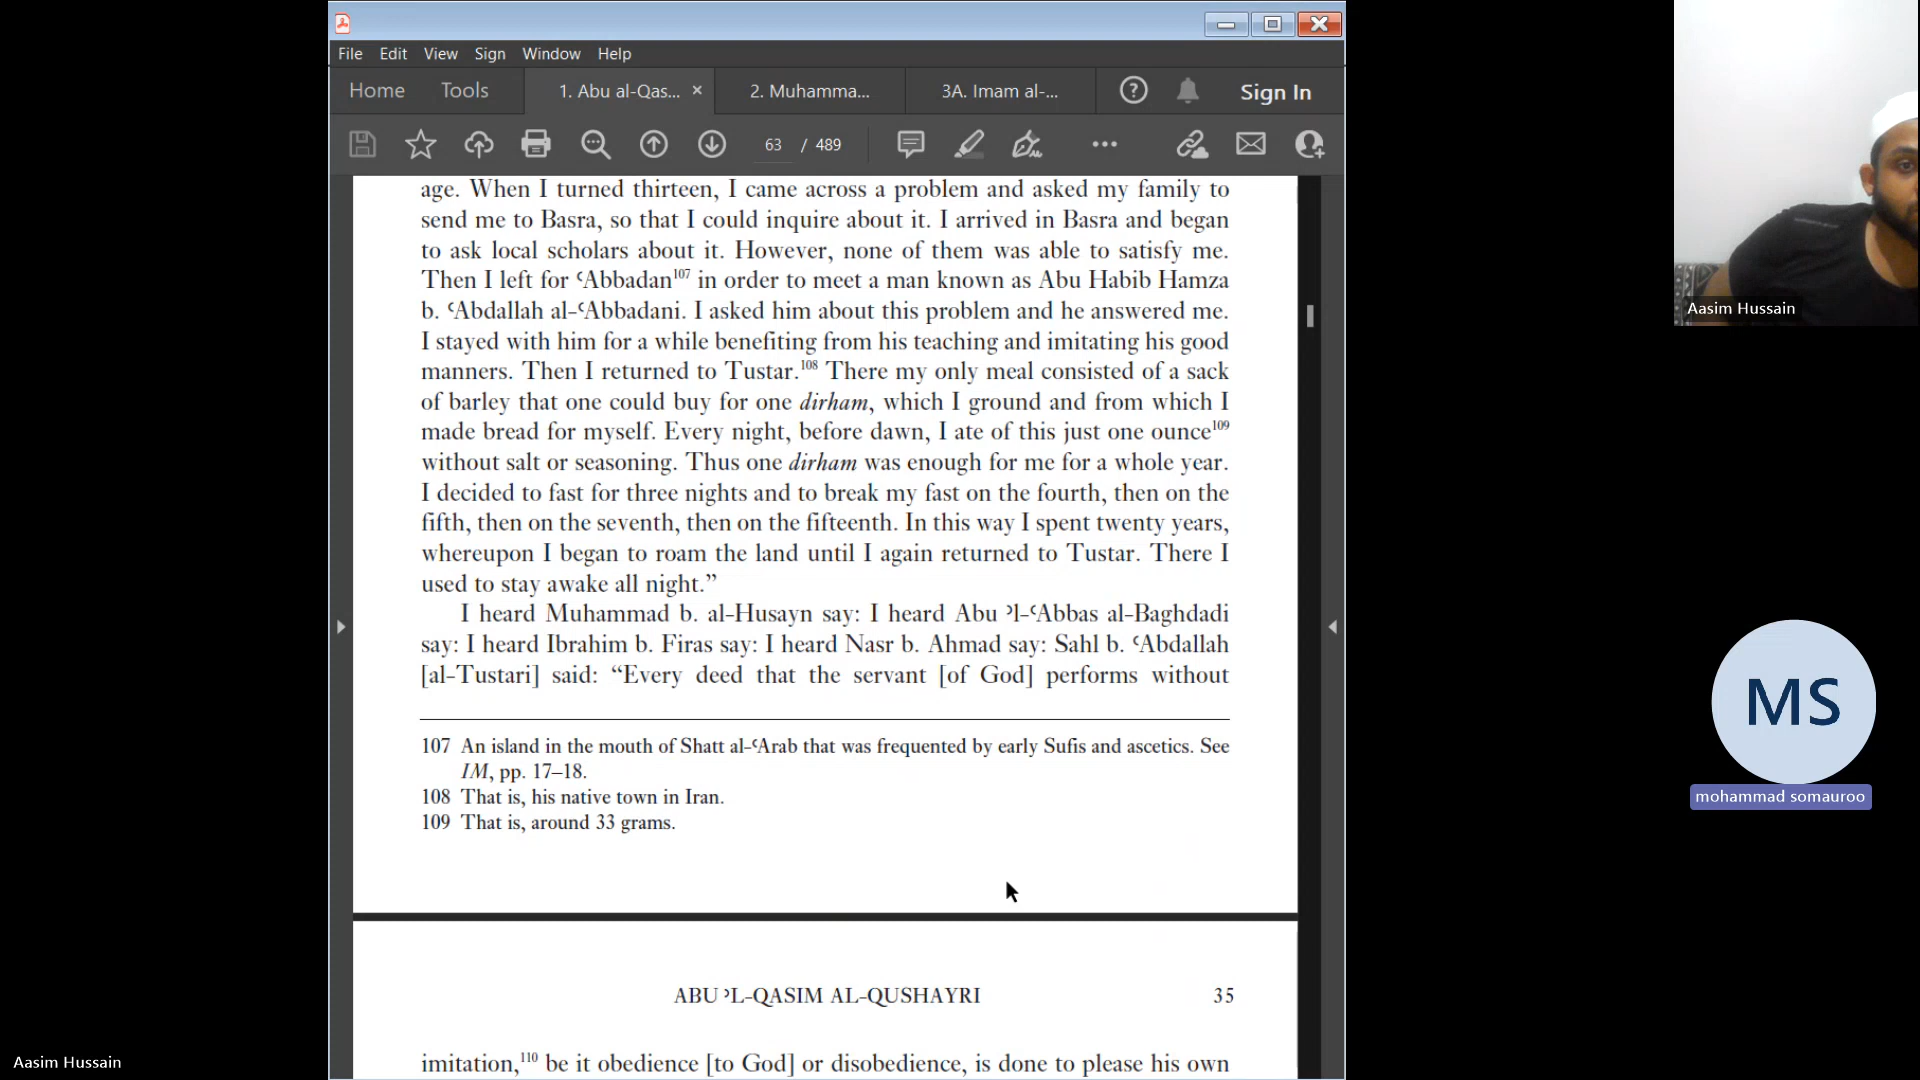 File Edit View Sign Window Help
Home Tools 1. Abu al-Qas... × 2. Muhamma... 3A. Imam al-... Sign In
63 / 489
age. When I turned thirteen, I came across a problem and asked my family to
send me to Basra, so that I could inquire about it. I arrived in Basra and began
to ask local scholars about it. However, none of them was able to satisfy me.
Then I left for ʿAbbadan107 in order to meet a man known as Abu Habib Hamza
b. ʿAbdallah al-ʿAbbadani. I asked him about this problem and he answered me.
I stayed with him for a while benefiting from his teaching and imitating his good
manners. Then I returned to Tustar.108 There my only meal consisted of a sack
of barley that one could buy for one dirham, which I ground and from which I
made bread for myself. Every night, before dawn, I ate of this just one ounce109
without salt or seasoning. Thus one dirham was enough for me for a whole year.
I decided to fast for three nights and to break my fast on the fourth, then on the
fifth, then on the seventh, then on the fifteenth. In this way I spent twenty years,
whereupon I began to roam the land until I again returned to Tustar. There I
used to stay awake all night.”
I heard Muhammad b. al-Husayn say: I heard Abu ʾl-ʿAbbas al-Baghdadi
say: I heard Ibrahim b. Firas say: I heard Nasr b. Ahmad say: Sahl b. ʿAbdallah
[al-Tustari] said: “Every deed that the servant [of God] performs without
107 An island in the mouth of Shatt al-ʿArab that was frequented by early Sufis and ascetics. See
IM, pp. 17–18.
108 That is, his native town in Iran.
109 That is, around 33 grams.
ABU ʾL-QASIM AL-QUSHAYRI 35
imitation,110 be it obedience [to God] or disobedience, is done to please his own
Aasim Hussain
MS
mohammad somauroo
Aasim Hussain